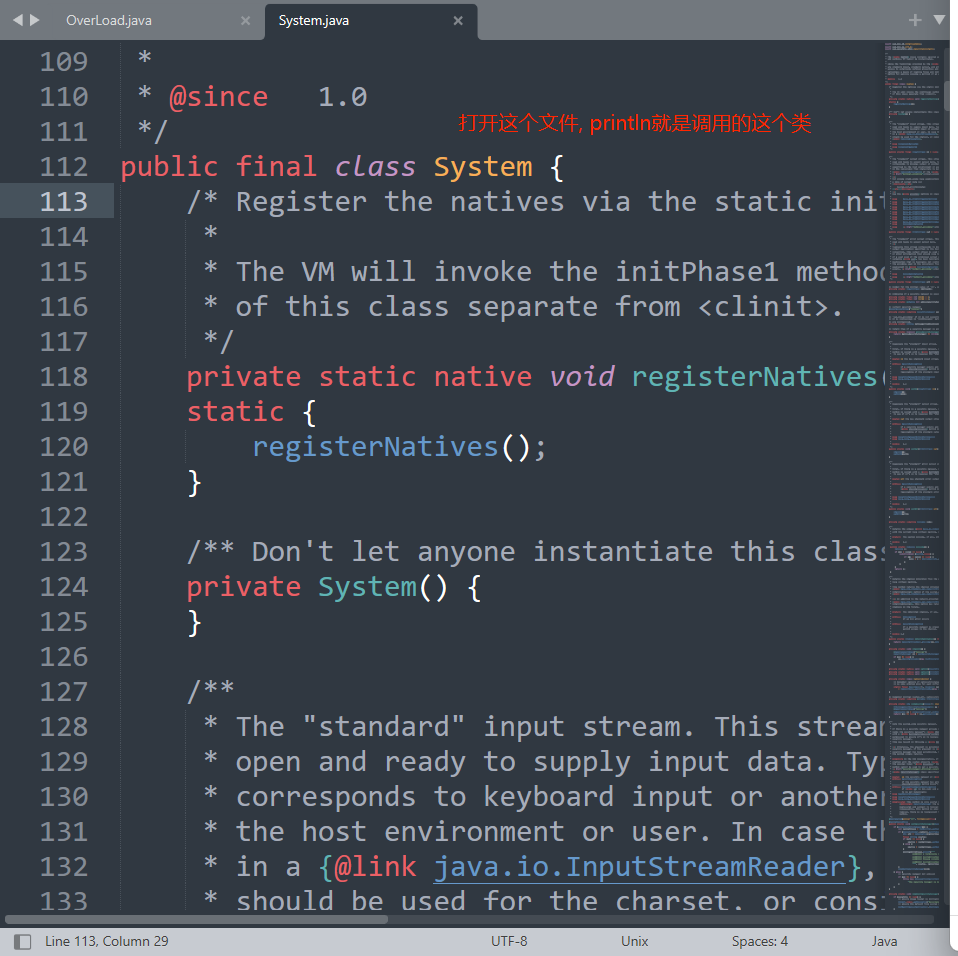 OverLoad.java
System.java
109 *
110 * @since 1.0
111 */
打开这个文件, println就是调用的这个类
112 public final class System {
113 /* Register the natives via the static init
114 *
115 * The VM will invoke the initPhase1 metho
116 * of this class separate from <clinit>.
117 */
118 private static native void registerNatives(
119 static {
120 registerNatives();
121 }
122
123 /** Don't let anyone instantiate this clas
124 private System() {
125 }
126
127 /**
128 * The "standard" input stream. This strea
129 * open and ready to supply input data. Ty
130 * corresponds to keyboard input or another
131 * the host environment or user. In case t
132 * in a {@link java.io.InputStreamReader},
133 * should be used for the charset, or cons
Line 113, Column 29
UTF-8
Unix
Spaces: 4
Java